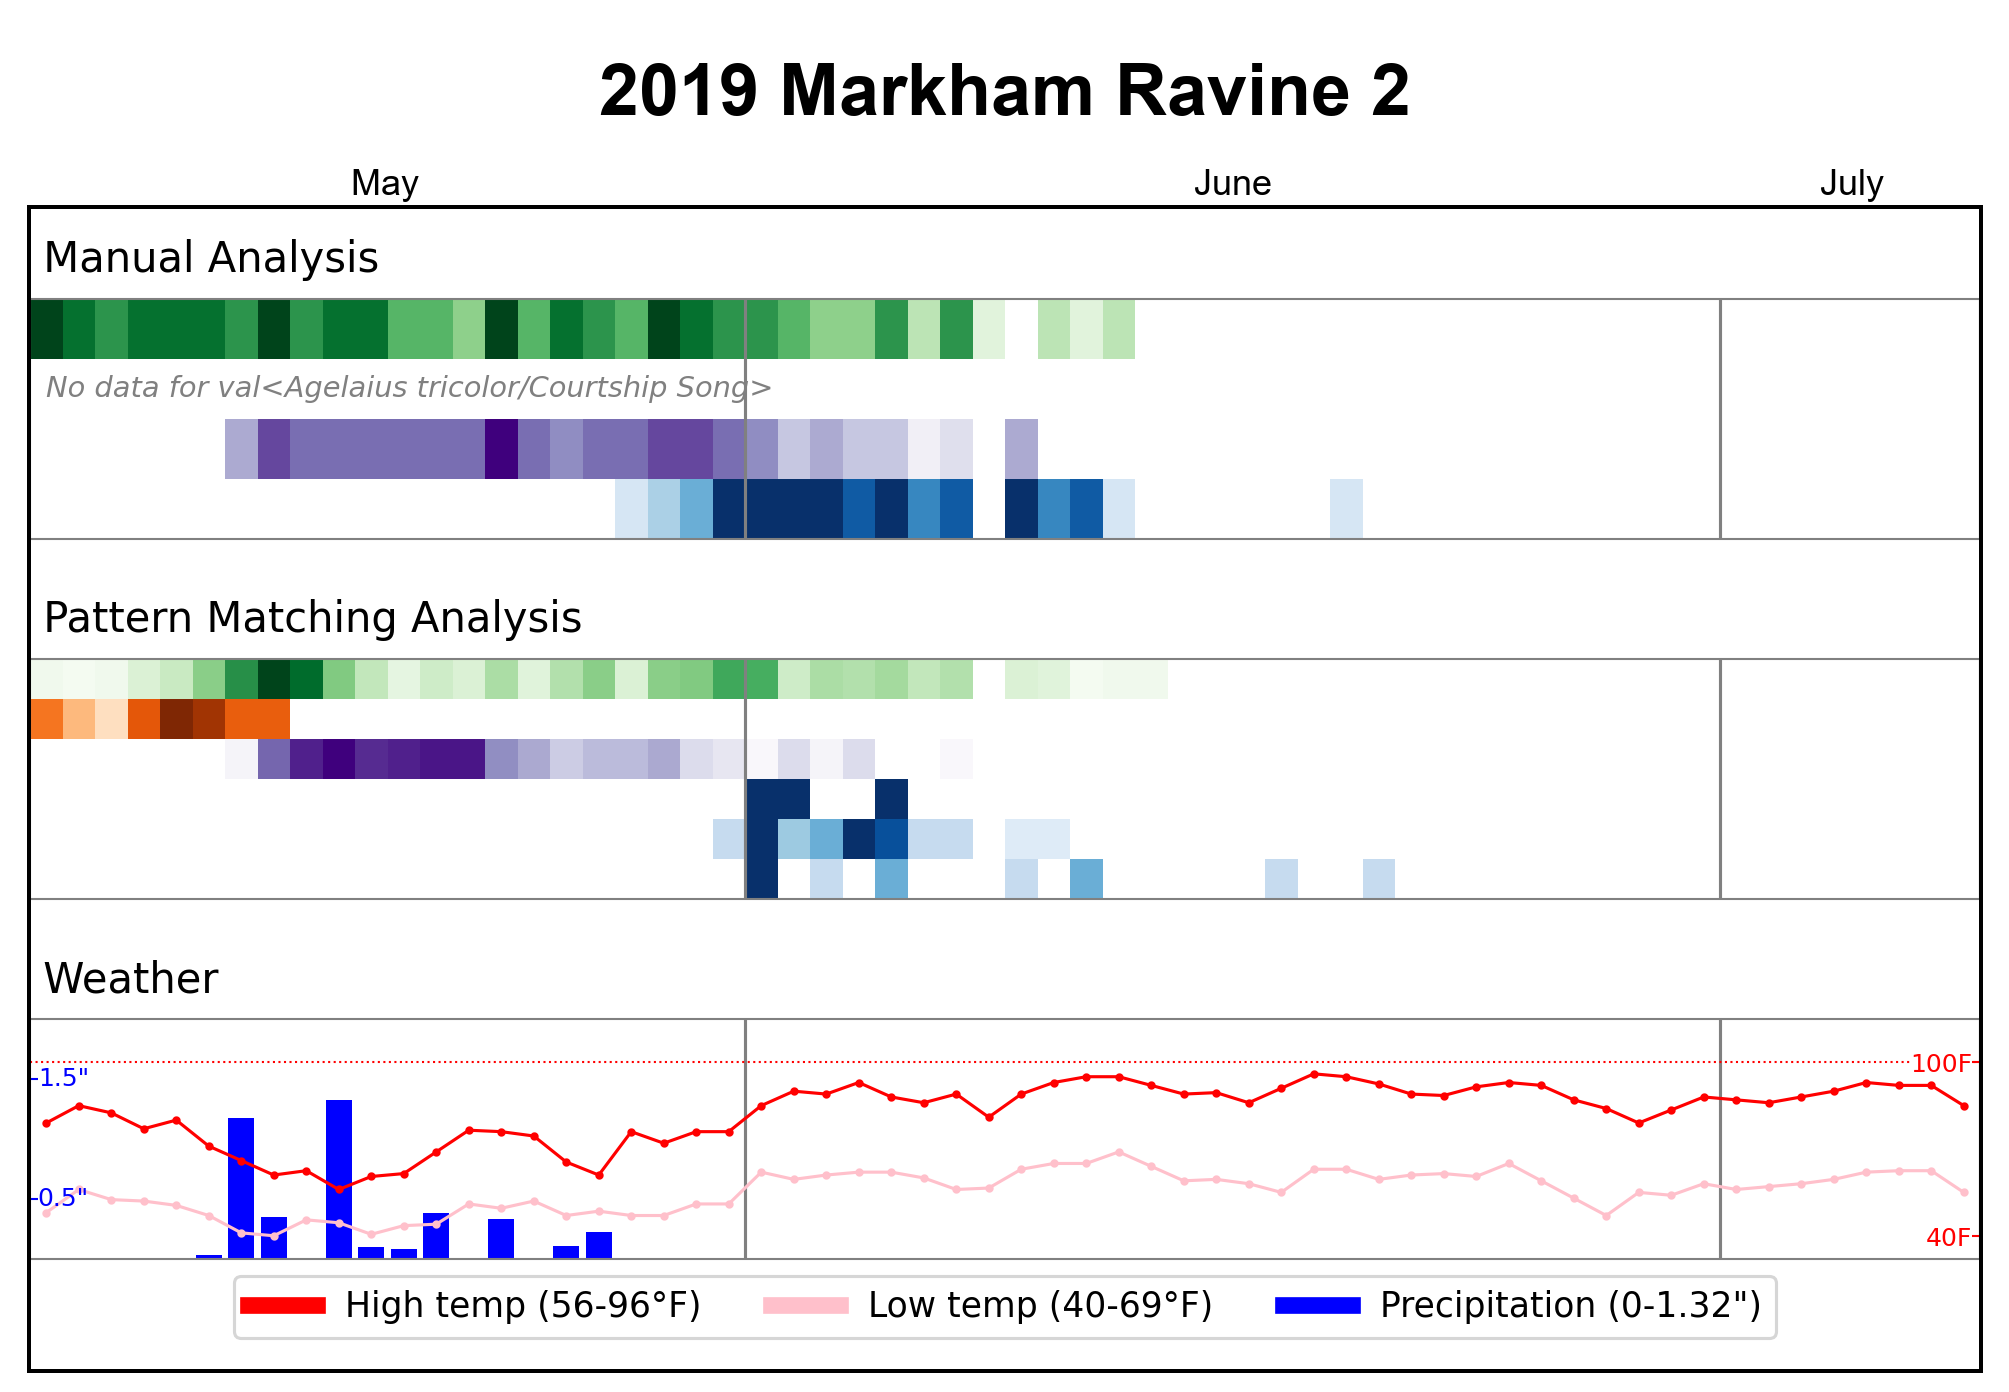 2019 Markham Ravine 2
May June July
Manual Analysis
No data for val<Agelaius tricolor/Courtship Song>
Pattern Matching Analysis
Weather
1.5" 100F
0.5" 40F
High temp (56-96°F) Low temp (40-69°F) Precipitation (0-1.32")